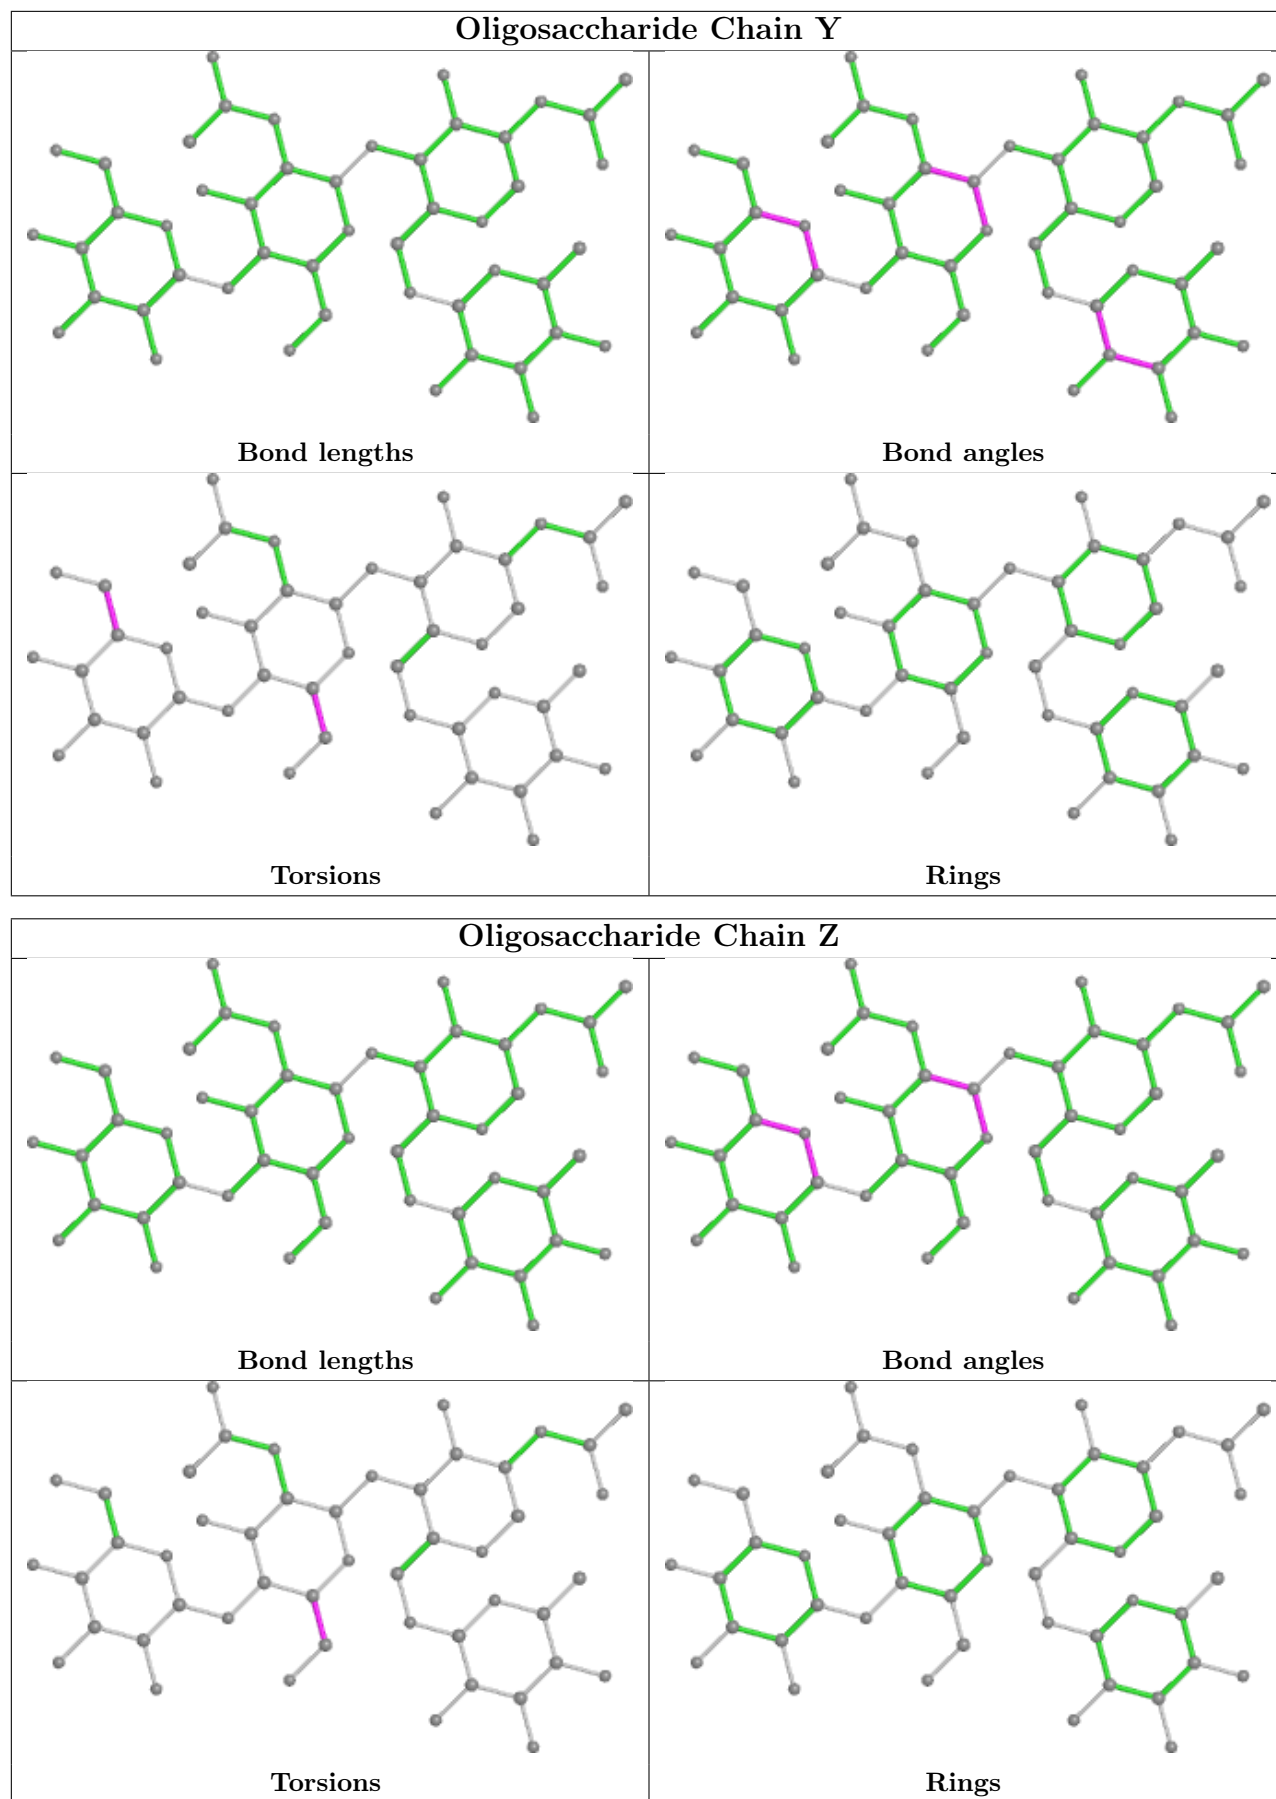 Oligosaccharide Chain Y
Bond lengths
Bond angles
Torsions
Rings
Oligosaccharide Chain Z
Bond lengths
Bond angles
Torsions
Rings